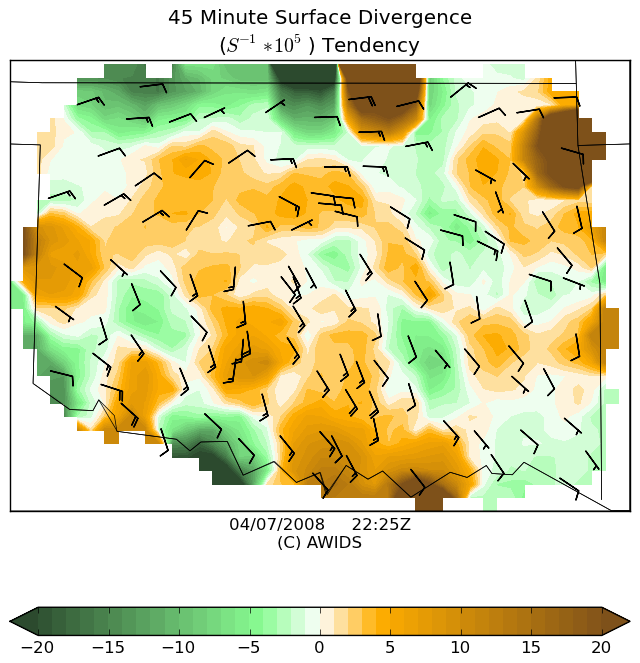 45 Minute Surface Divergence
(S⁻¹ * 10⁵ ) Tendency
04/07/2008 22:25Z
(C) AWIDS
−20 −15 −10 −5 0 5 10 15 20